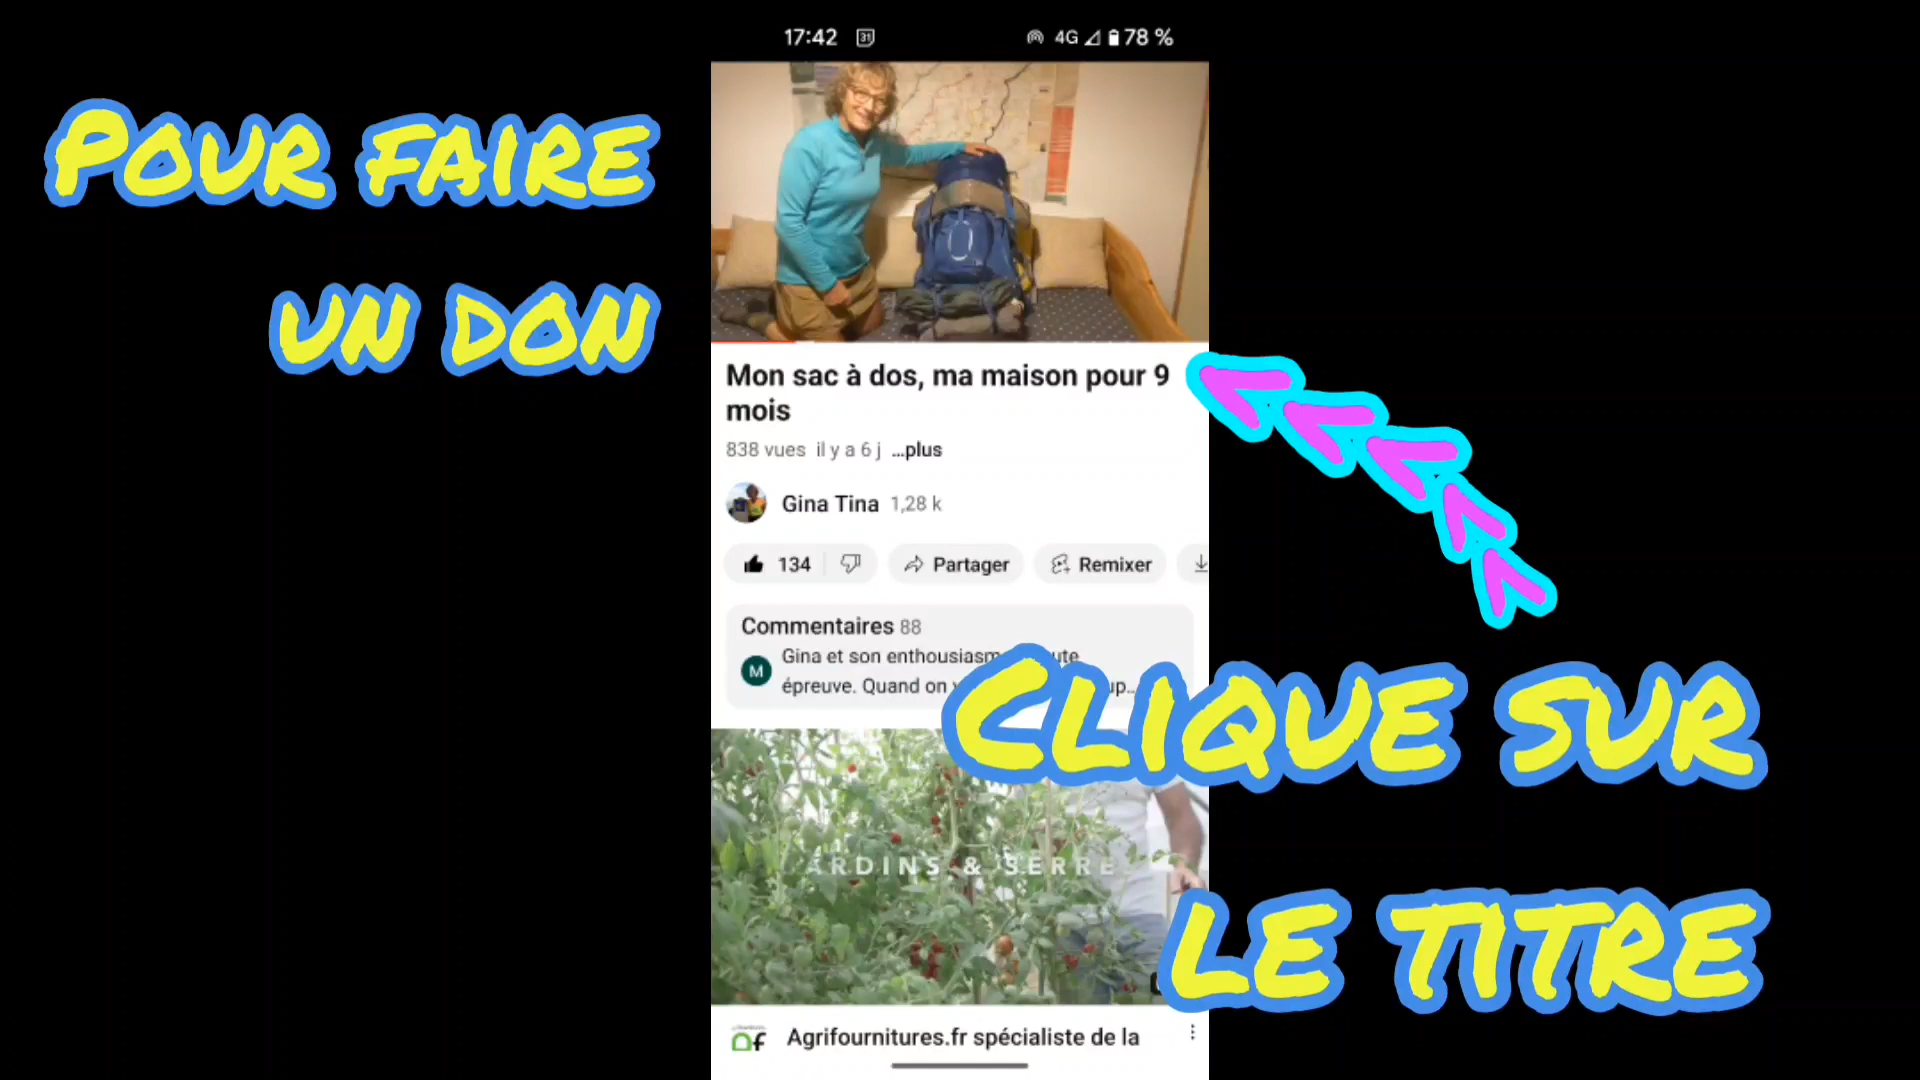 17:42 31 4G 78 %
POUR FAIRE
UN DON
Mon sac à dos, ma maison pour 9
mois
838 vues il y a 6 j ...plus
Gina Tina 1,28 k
134 Partager Remixer
Commentaires 88
M
Gina et son
épreuve. Quand on
CLIQUE SUR
ARDINS & SERRE
LE TITRE
Agrifournitures.fr spécialiste de la